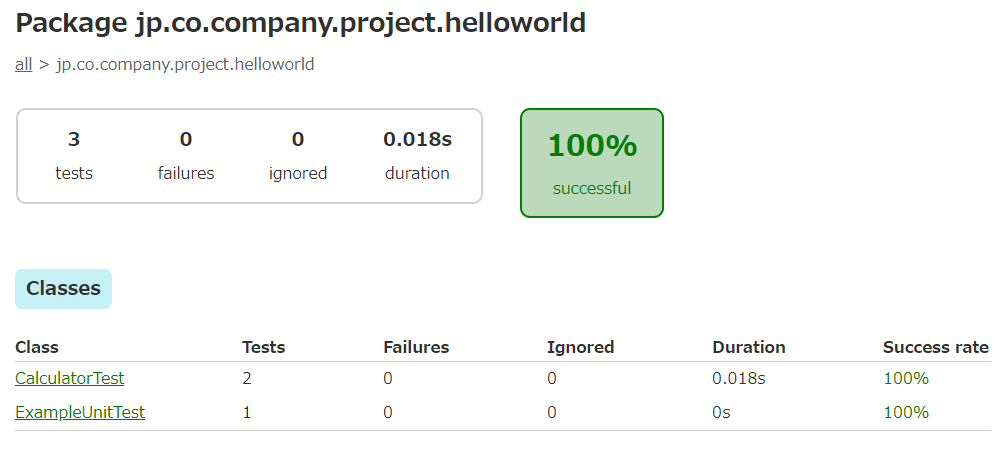 Package jp.co.company.project.helloworld
all > jp.co.company.project.helloworld
3 0 0 0.018s
tests failures ignored duration
100%
successful
Classes
Class Tests Failures Ignored Duration Success rate
CalculatorTest 2 0 0 0.018s 100%
ExampleUnitTest 1 0 0 0s 100%